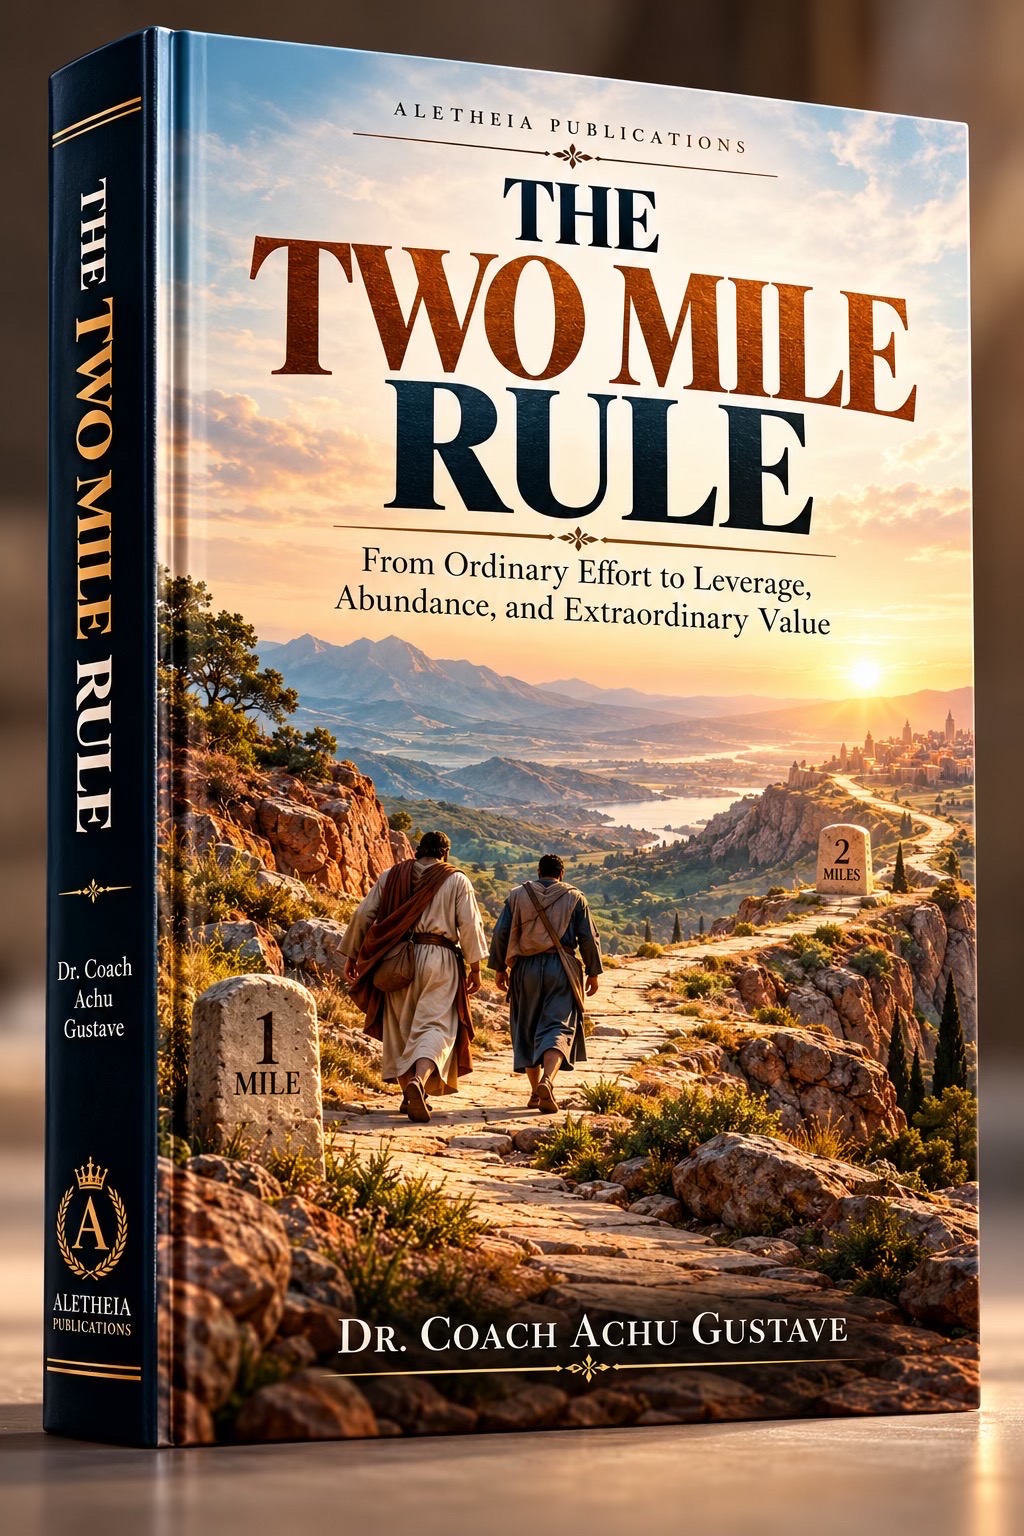 ALETHEIA PUBLICATIONS
THE
TWO MILE
RULE
From Ordinary Effort to Leverage,
Abundance, and Extraordinary Value
2
MILES
1
MILE
DR. COACH ACHU GUSTAVE
THE TWO MILE RULE
Dr. Coach
Achu
Gustave
A
ALETHEIA
PUBLICATIONS